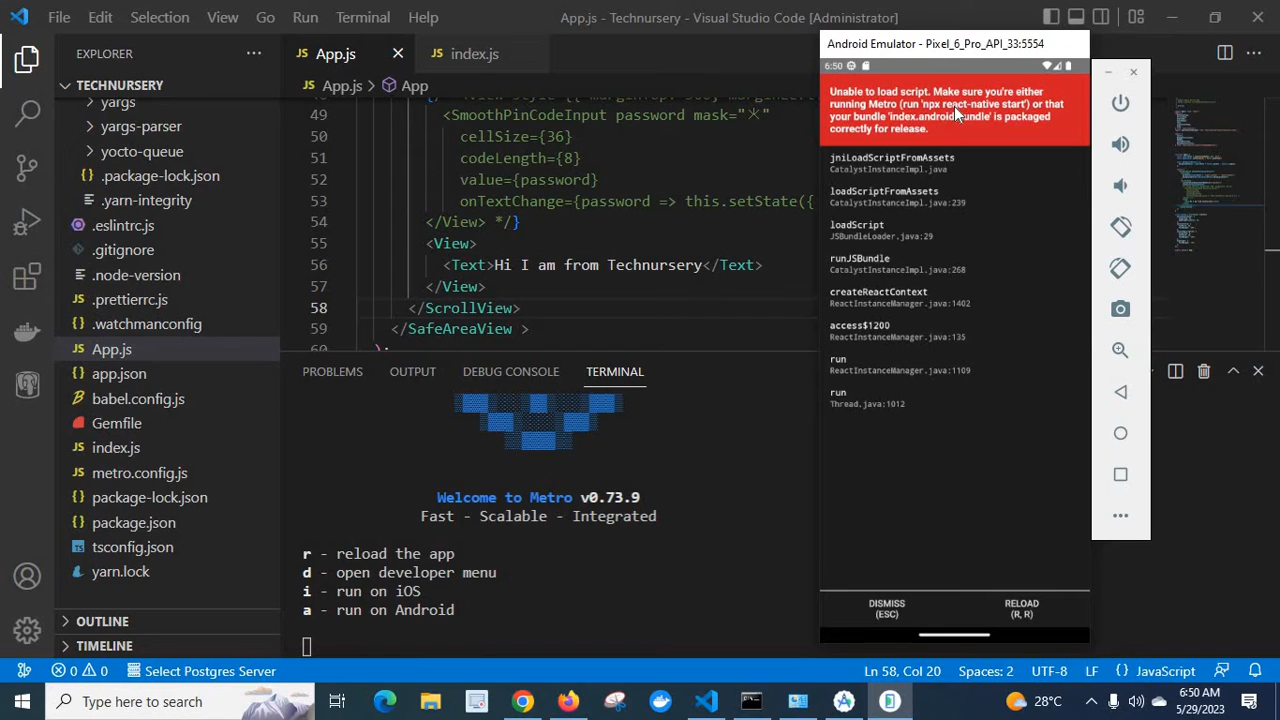 File Edit Selection View Go Run Terminal Help
App.js - Technursery - Visual Studio Code [Administrator]
EXPLORER
TECHNURSERY
yargs
yargs-parser
yocto-queue
{} .package-lock.json
.yarn-integrity
.eslintrc.js
.gitignore
.node-version
.prettierrc.js
.watchmanconfig
JS App.js
{} app.json
babel.config.js
Gemfile
JS index.js
JS metro.config.js
{} package-lock.json
{} package.json
tsconfig.json
yarn.lock
OUTLINE
TIMELINE
JS App.js
JS index.js
JS App.js > App
49 <SmoothPinCodeInput password mask="
50 cellSize={36}
51 codeLength={8}
52 value={password}
53 onTextChange={password => this.setState({
54 </View> */}
55 <View>
56 <Text>Hi I am from Technursery</Text>
57 </View>
58 </ScrollView>
59 </SafeAreaView >
60 );
PROBLEMS OUTPUT DEBUG CONSOLE TERMINAL
Welcome to Metro v0.73.9
Fast - Scalable - Integrated
r - reload the app
d - open developer menu
i - run on iOS
a - run on Android
Android Emulator - Pixel_6_Pro_API_33:5554
6:50
Unable to load script. Make sure you're either
running Metro (run 'npx react-native start') or that
your bundle 'index.android.bundle' is packaged
correctly for release.
jniLoadScriptFromAssets
CatalystInstanceImpl.java
loadScriptFromAssets
CatalystInstanceImpl.java:239
loadScript
JSBundleLoader.java:29
runJSBundle
CatalystInstanceImpl.java:268
createReactContext
ReactInstanceManager.java:1402
access$1200
ReactInstanceManager.java:135
run
ReactInstanceManager.java:1109
run
Thread.java:1012
DISMISS
(ESC)
RELOAD
(R, R)
0 0 Select Postgres Server
Ln 58, Col 20 Spaces: 2 UTF-8 LF {} JavaScript
Type here to search
28°C
6:50 AM
5/29/2023